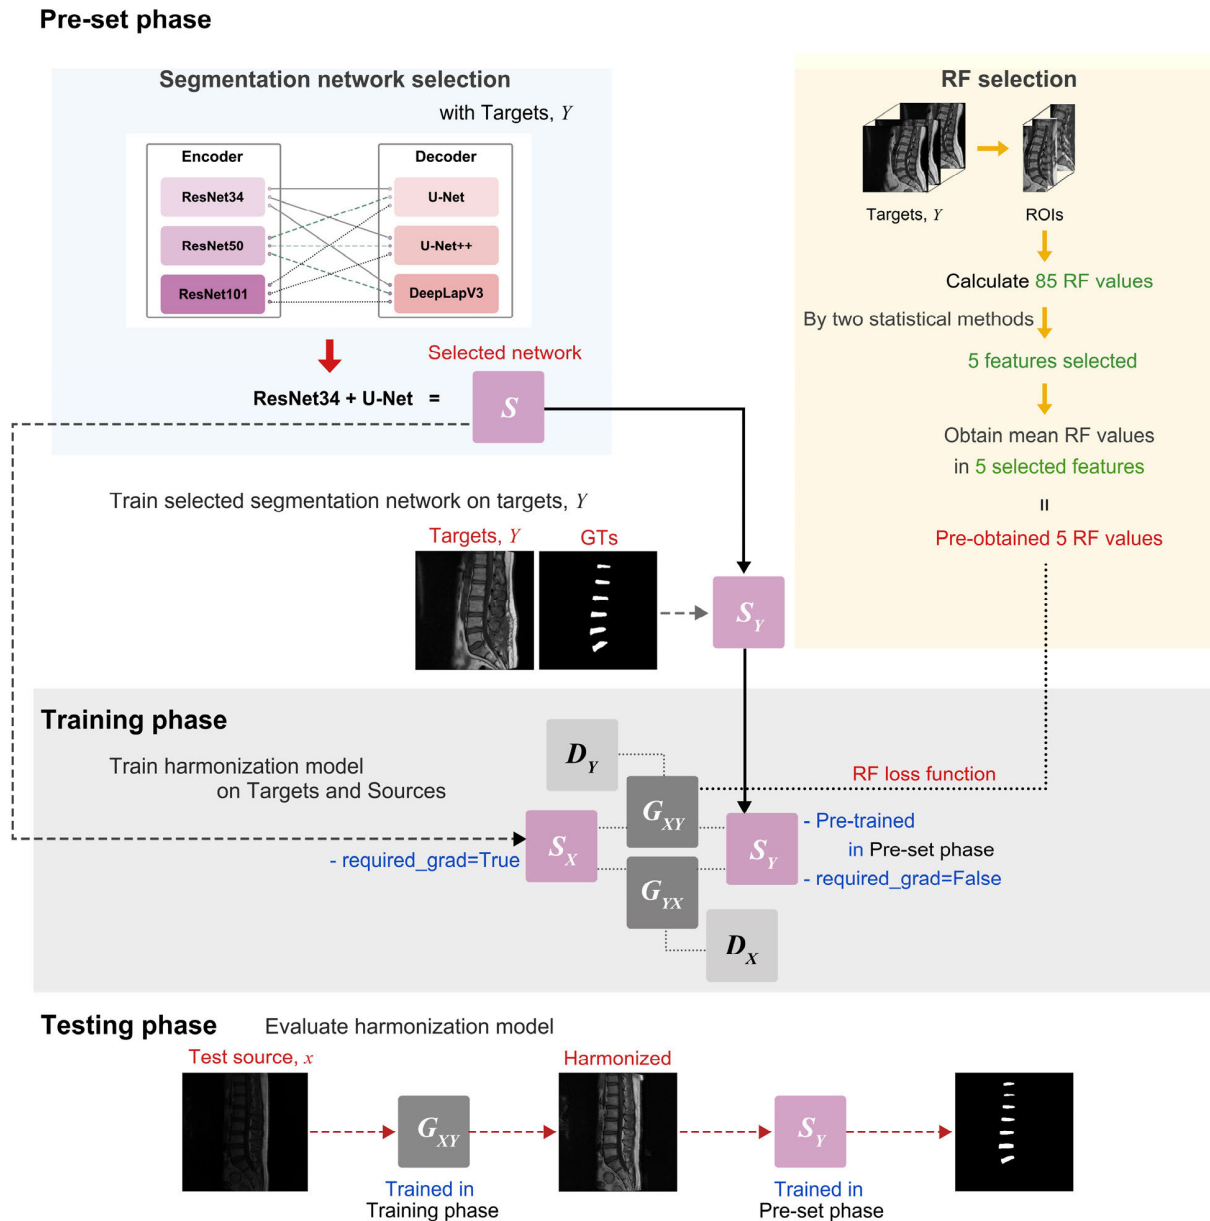 Pre-set phase
Segmentation network selection
with Targets, Y
Encoder
Decoder
ResNet34
U-Net
ResNet50
U-Net++
ResNet101
DeepLapV3
Selected network
ResNet34 + U-Net =
S
RF selection
Targets, Y
ROIs
Calculate 85 RF values
By two statistical methods
5 features selected
Obtain mean RF values
in 5 selected features
=
Pre-obtained 5 RF values
Train selected segmentation network on targets, Y
Targets, Y
GTs
S_Y
Training phase
Train harmonization model
on Targets and Sources
D_Y
RF loss function
G_XY
S_X
- required_grad=True
S_Y
- Pre-trained
in Pre-set phase
- required_grad=False
G_YX
D_X
Testing phase
Evaluate harmonization model
Test source, x
Harmonized
G_XY
S_Y
Trained in
Training phase
Trained in
Pre-set phase